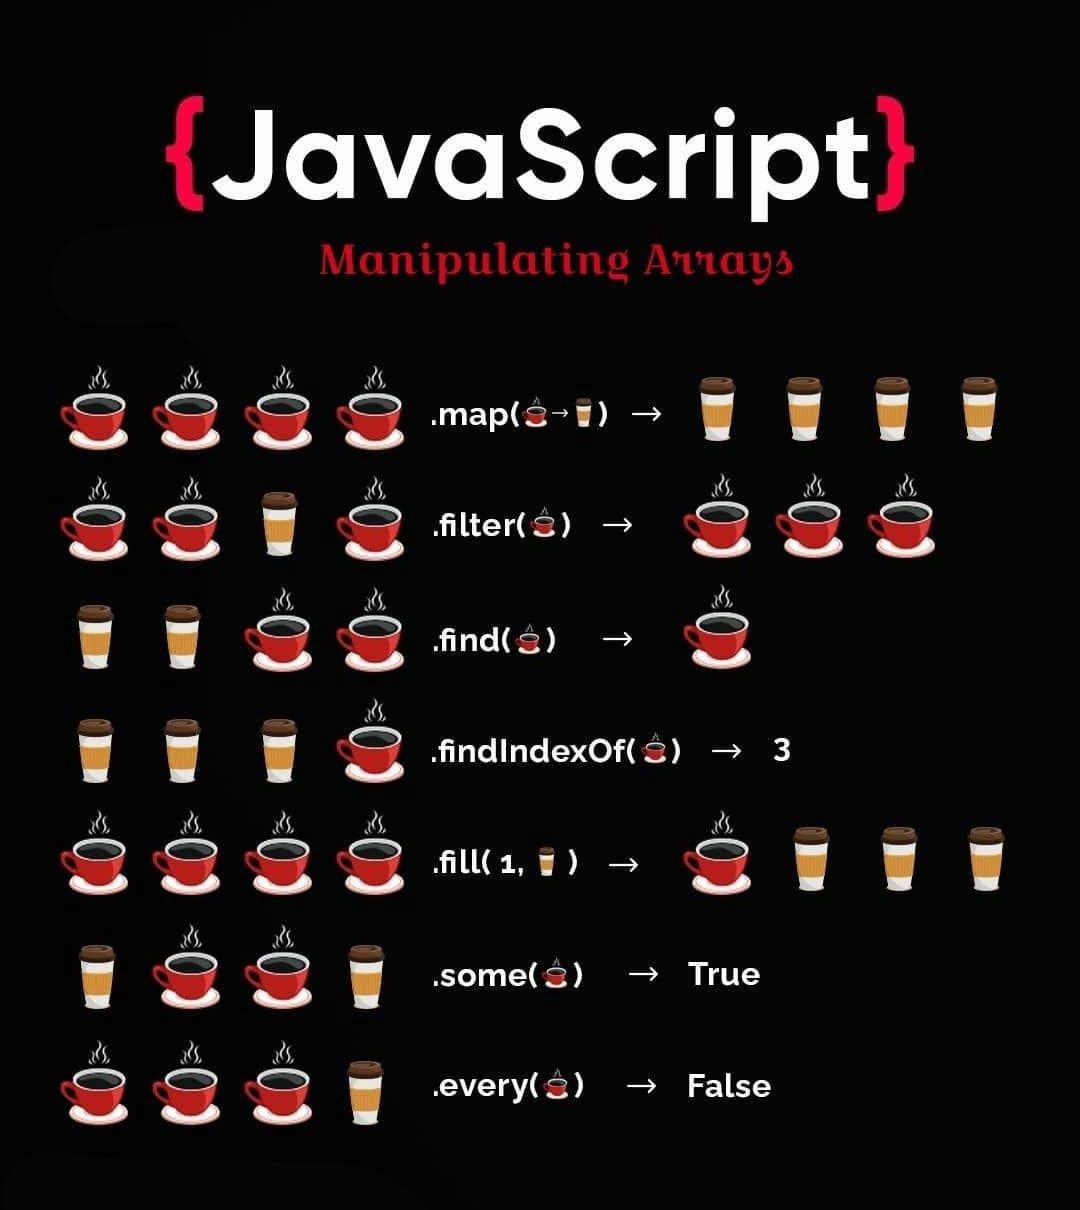 {JavaScript}
Manipulating Arrays
.map( → ) →
.filter( ) →
.find( ) →
.findIndexOf( ) → 3
.fill( 1, ) →
.some( ) → True
.every( ) → False